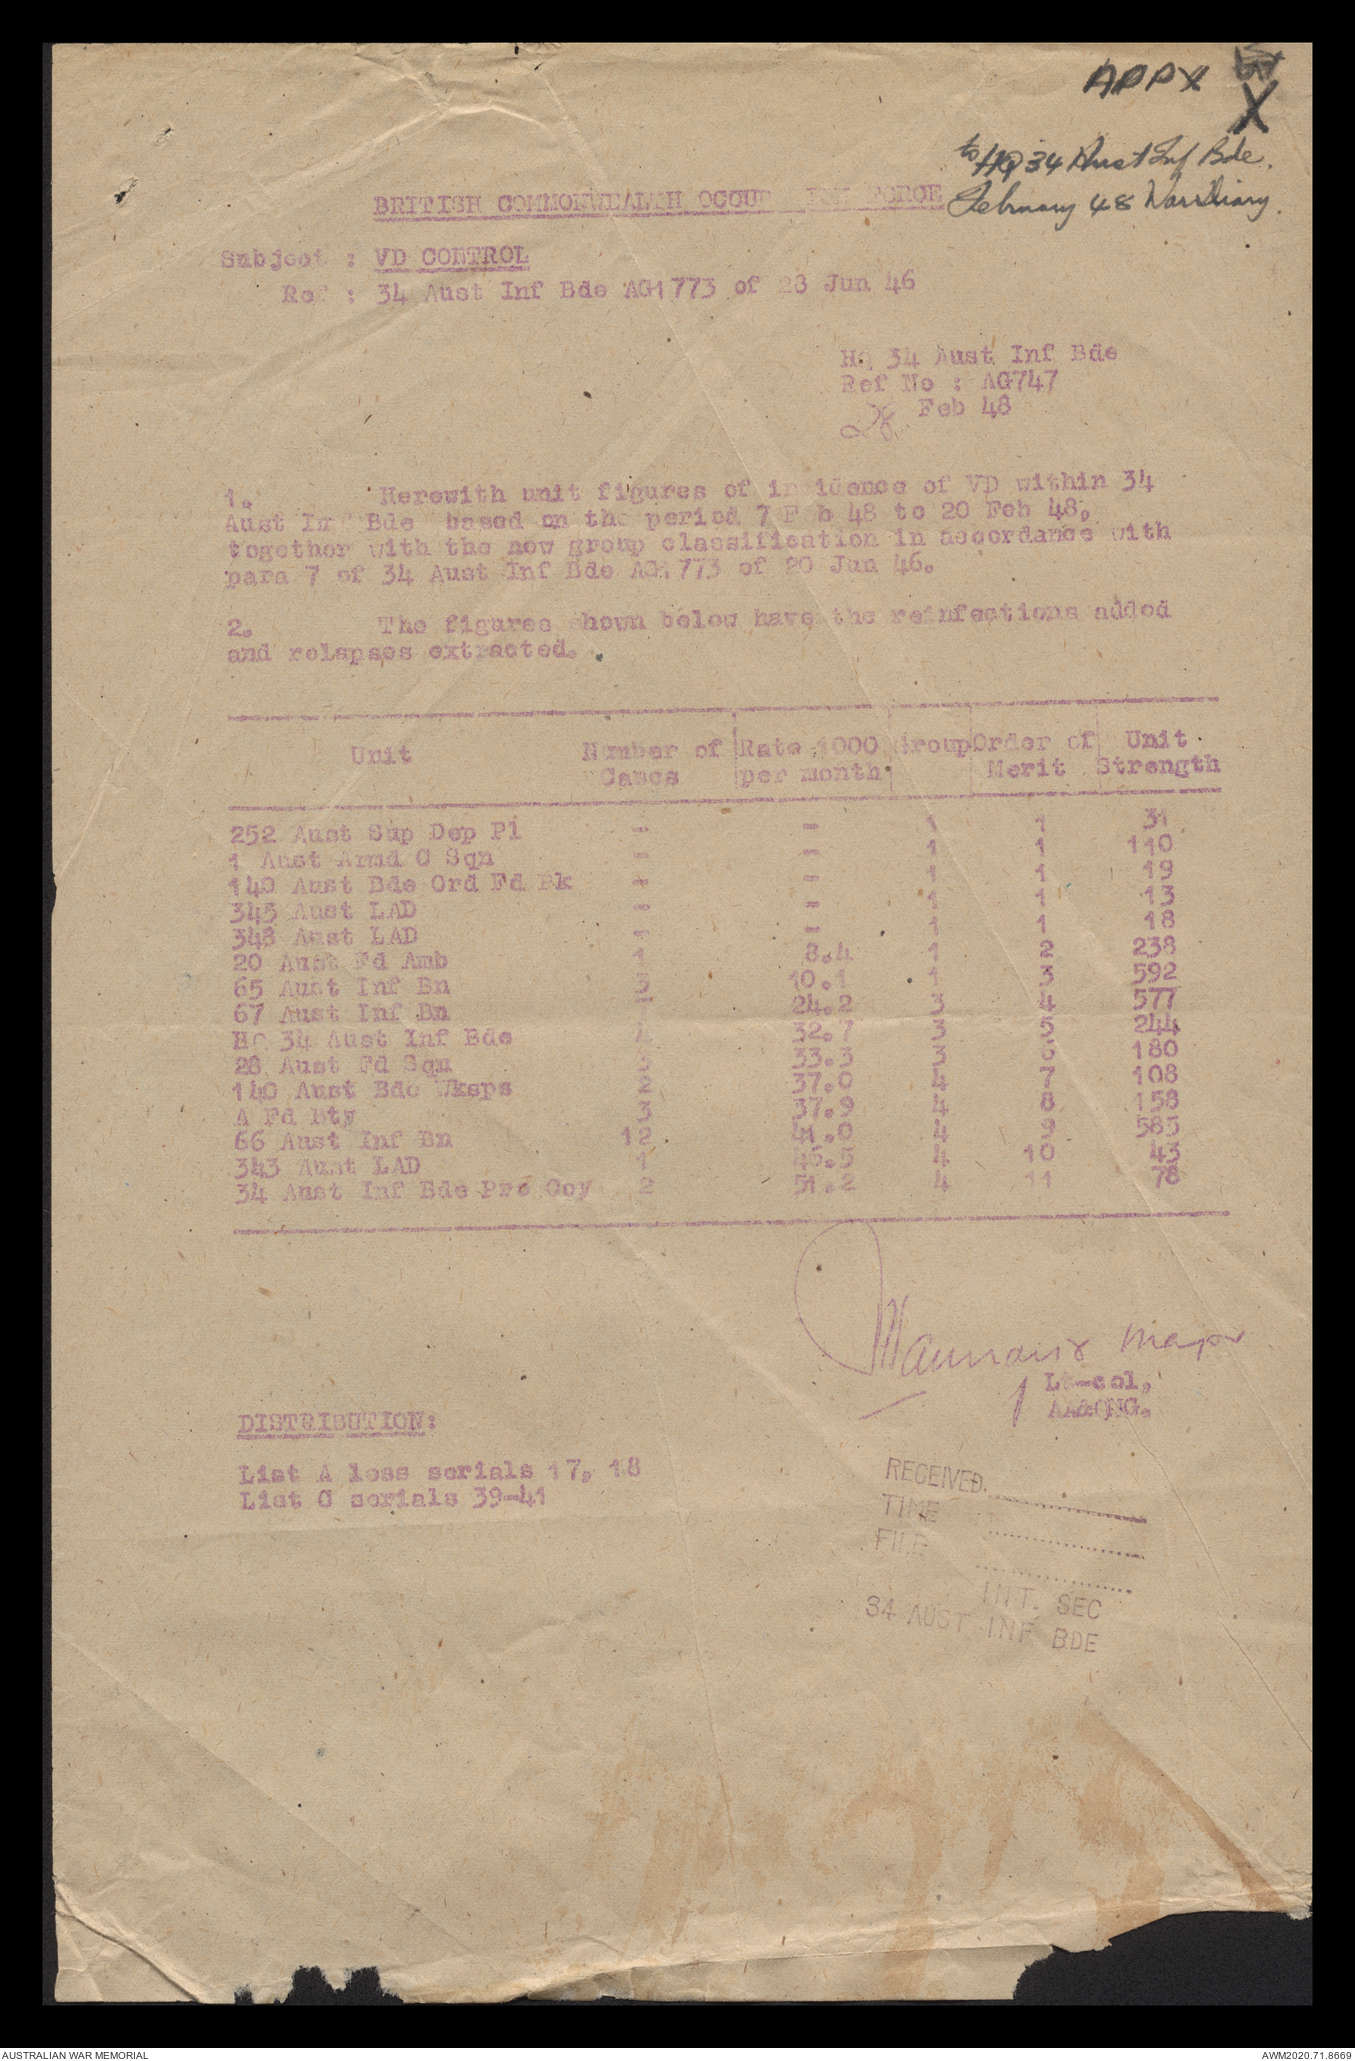 APPX
X
to HQ 34 Aust Inf Bde.
February 48 War Diary.
BRITISH COMMONWEALTH OCCUP   ION FORCE
Subject : VD CONTROL
Ref : 34 Aust Inf Bde AG1773 of 28 Jun 46
HQ 34 Aust Inf Bde
Ref No : AG747
28 Feb 48
1. Herewith unit figures of incidence of VD within 34
Aust Inf Bde based on the period 7 Feb 48 to 20 Feb 48,
together with the new group classification in accordance with
para 7 of 34 Aust Inf Bde AG1773 of 20 Jun 46.
2. The figures shown below have the reinfections added
and relapses extracted.
Unit Number of Cases Rate 1000 per month Group Order of Merit Unit Strength
252 Aust Sup Dep Pl - - 1 1 31
1 Aust Armd C Sqn - - 1 1 110
140 Aust Bde Ord Fd Pk - - 1 1 19
345 Aust LAD - - 1 1 13
348 Aust LAD - - 1 1 18
20 Aust Fd Amb 1 8.4 1 2 238
65 Aust Inf Bn 3 10.1 1 3 592
67 Aust Inf Bn 7 24.2 3 4 577
HQ 34 Aust Inf Bde 4 32.7 3 5 244
28 Aust Fd Sqn 3 33.3 3 6 180
140 Aust Bde Wksps 2 37.0 4 7 108
A Fd Bty 3 37.9 4 8 158
66 Aust Inf Bn 12 41.0 4 9 585
343 Aust LAD 1 46.5 4 10 43
34 Aust Inf Bde Pro Coy 2 51.2 4 11 78
Major
Lt-col,
AA&QMG.
DISTRIBUTION:
List A less serials 17, 18
List C serials 39-41
RECEIVED
TIME
FILE
INT. SEC
34 AUST INF BDE
AUSTRALIAN WAR MEMORIAL
AWM2020.71.8669